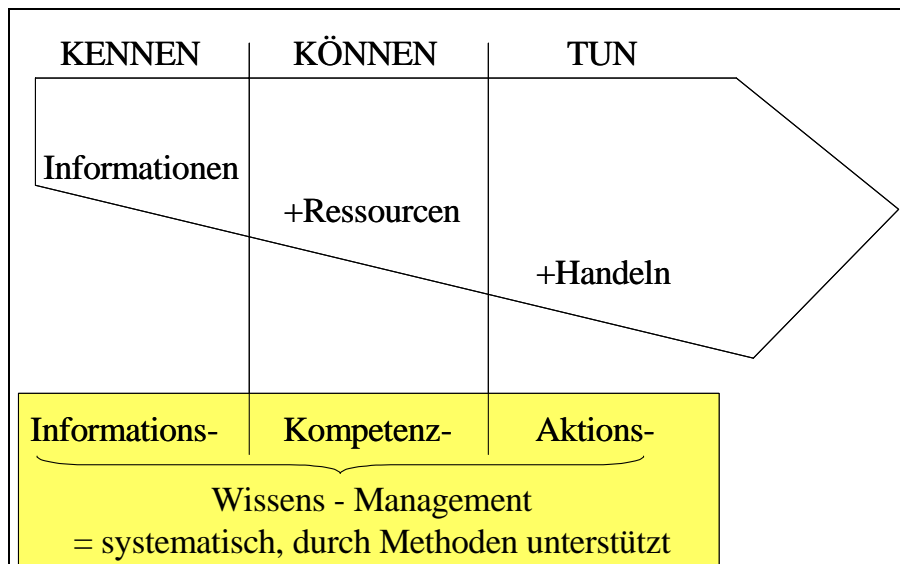 KENNEN KÖNNEN TUN
Informationen
+Ressourcen
+Handeln
Informations- Kompetenz- Aktions-
Wissens - Management
= systematisch, durch Methoden unterstützt